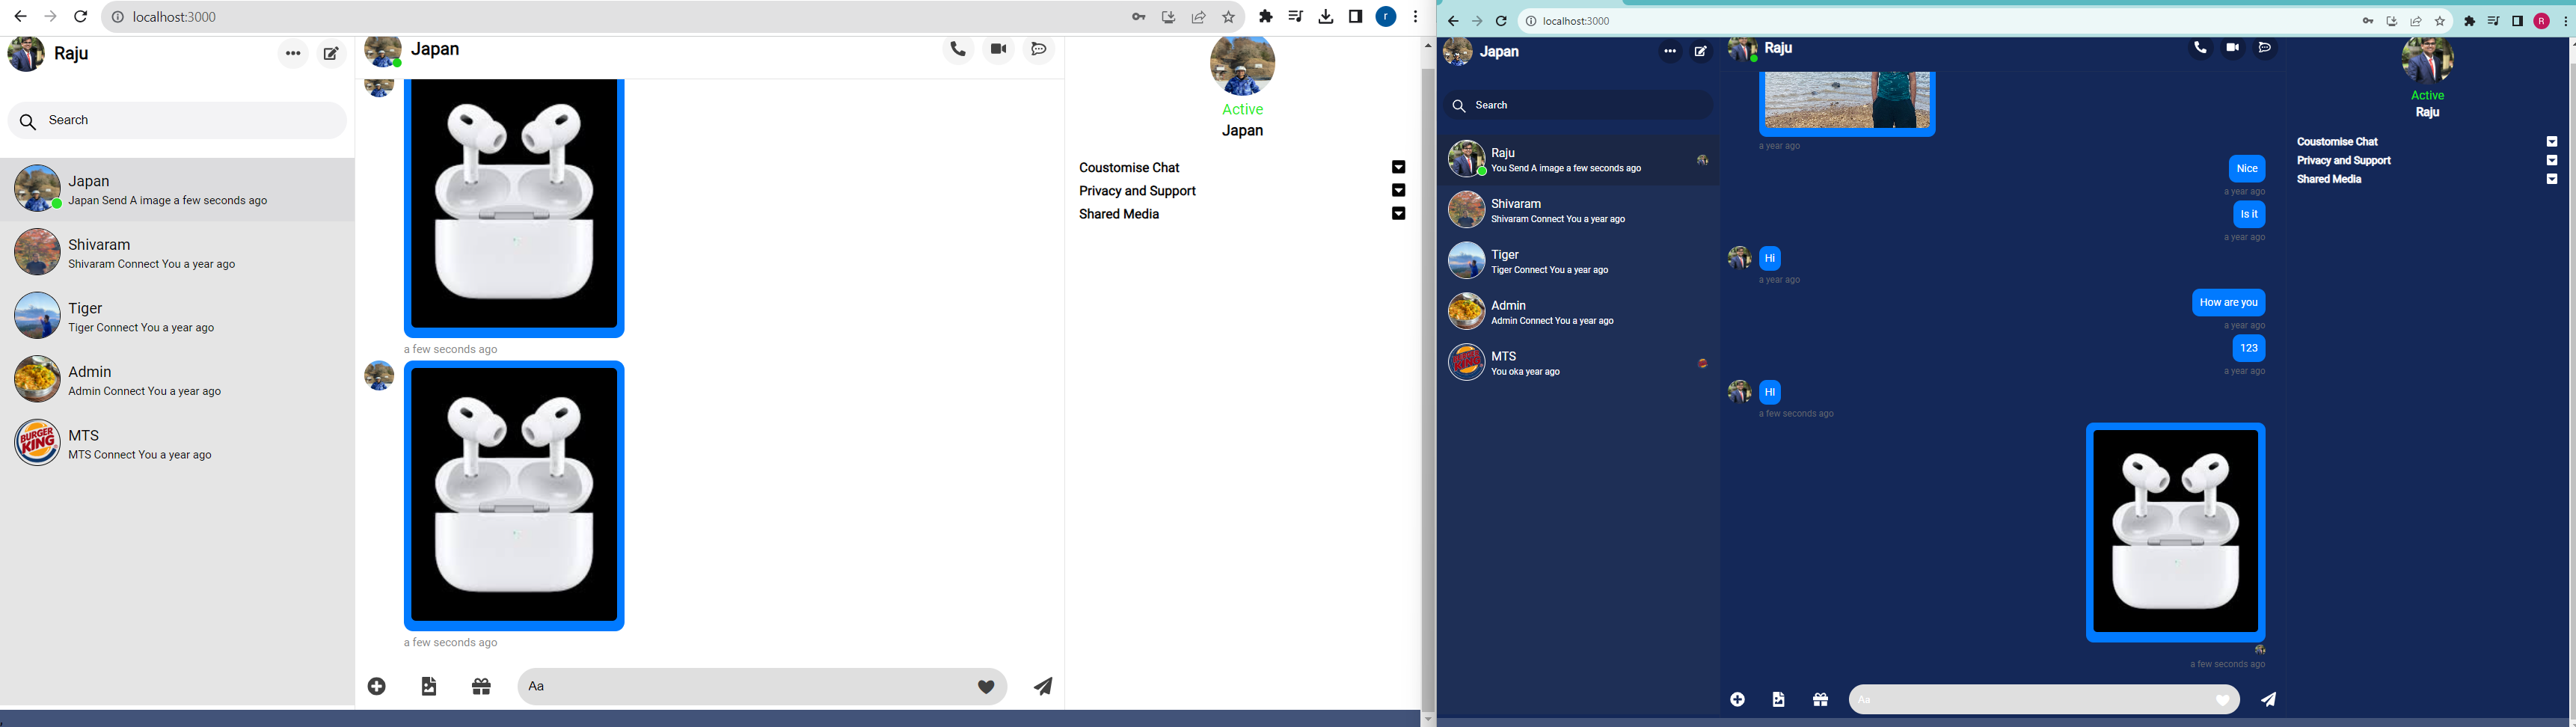 localhost:3000
r
Raju
Search
Japan
Japan Send A image a few seconds ago
Shivaram
Shivaram Connect You a year ago
Tiger
Tiger Connect You a year ago
Admin
Admin Connect You a year ago
BURGER KING
MTS
MTS Connect You a year ago
Japan
a few seconds ago
a few seconds ago
Aa
Active
Japan
Coustomise Chat
Privacy and Support
Shared Media
localhost:3000
R
Japan
Search
Raju
You Send A image a few seconds ago
Shivaram
Shivaram Connect You a year ago
Tiger
Tiger Connect You a year ago
Admin
Admin Connect You a year ago
BURGER KING
MTS
You oka year ago
Raju
a year ago
Nice
a year ago
Is it
a year ago
Hi
a year ago
How are you
a year ago
123
a year ago
HI
a few seconds ago
a few seconds ago
Aa
Active
Raju
Coustomise Chat
Privacy and Support
Shared Media